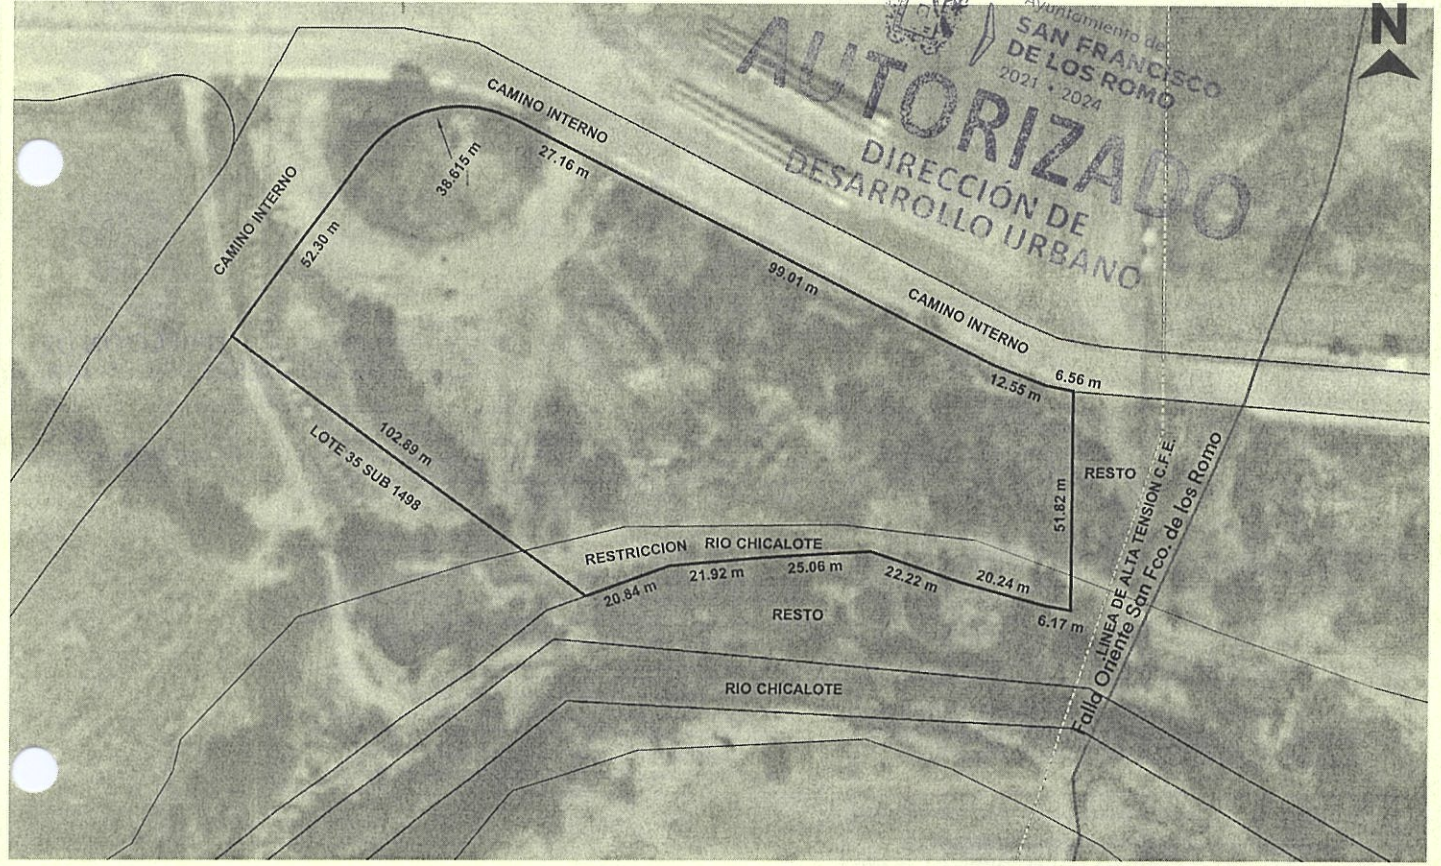 Ayuntamiento de
SAN FRANCISCO
DE LOS ROMO
2021 • 2024
AUTORIZADO
DIRECCIÓN DE
DESARROLLO URBANO
N
CAMINO INTERNO
CAMINO INTERNO
CAMINO INTERNO
38.615 m
27.16 m
52.30 m
99.01 m
12.55 m
6.56 m
102.89 m
LOTE 35 SUB 1498
51.82 m
RESTO
RESTRICCION RIO CHICALOTE
20.84 m
21.92 m
25.06 m
22.22 m
20.24 m
6.17 m
RESTO
RIO CHICALOTE
LINEA DE ALTA TENSION C.F.E.
Falla Oriente San Fco. de los Romo